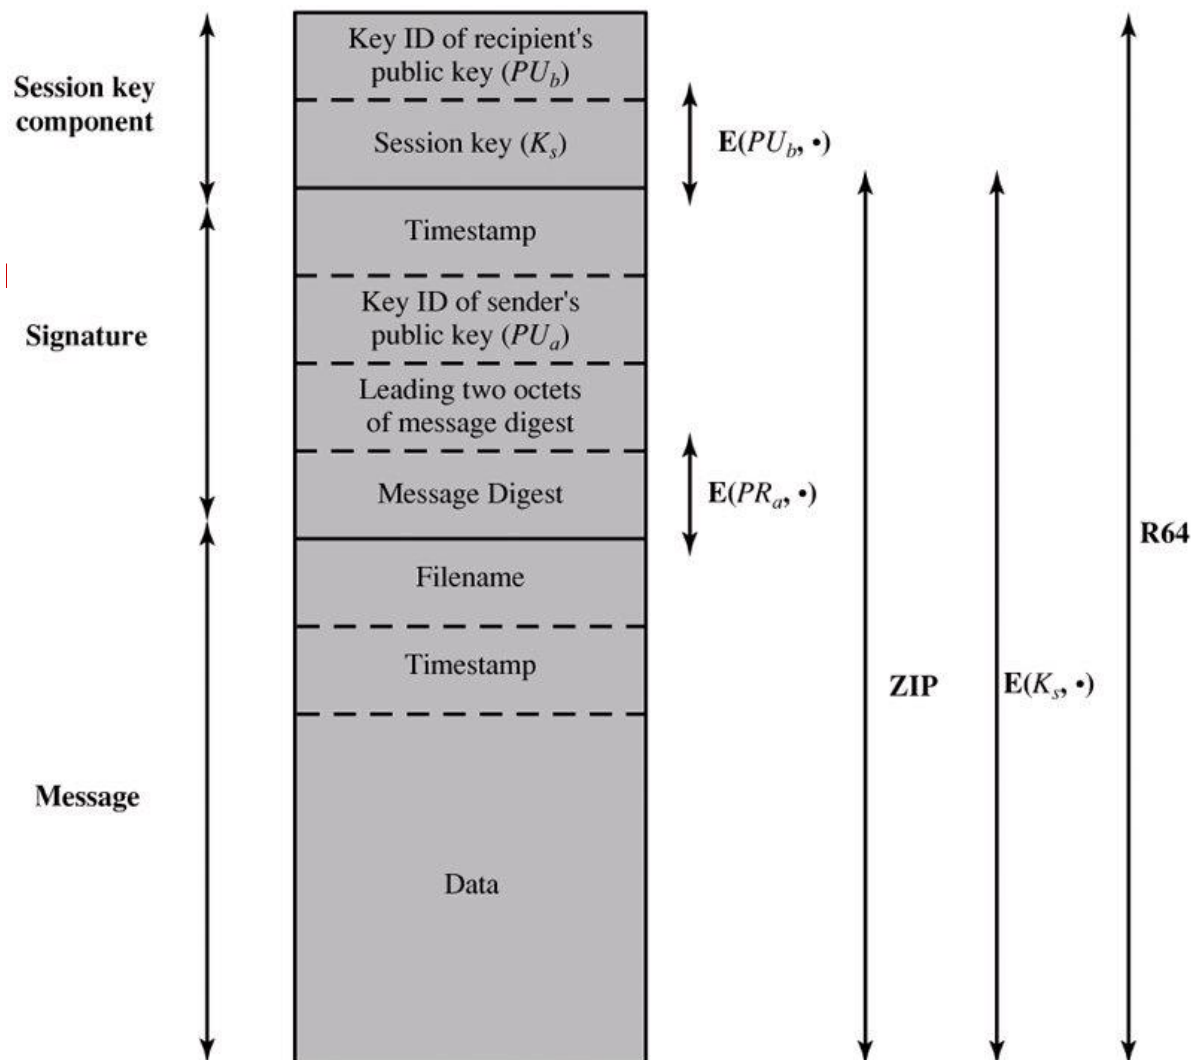 Session key
component
Signature
Message
Key ID of recipient's
public key (PU_b)
Session key (K_s)
Timestamp
Key ID of sender's
public key (PU_a)
Leading two octets
of message digest
Message Digest
Filename
Timestamp
Data
E(PU_b, •)
E(PR_a, •)
ZIP
E(K_s, •)
R64